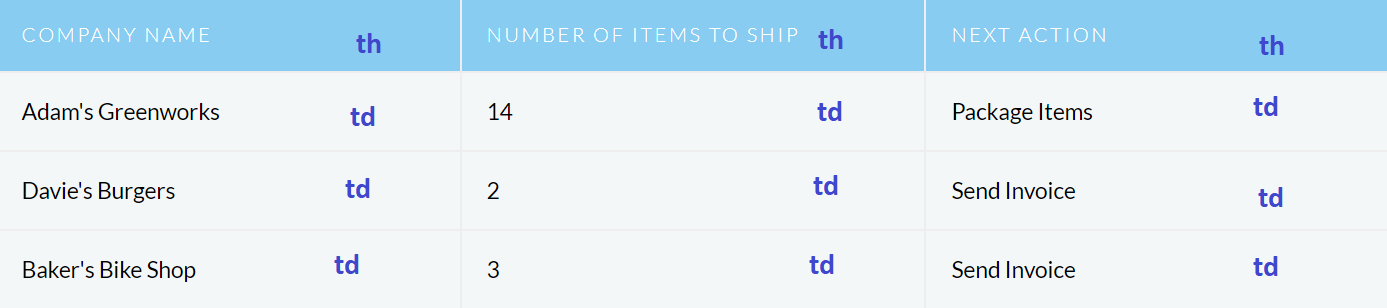 COMPANY NAME th NUMBER OF ITEMS TO SHIP th NEXT ACTION th
Adam's Greenworks td 14 td Package Items td
Davie's Burgers td 2 td Send Invoice td
Baker's Bike Shop td 3 td Send Invoice td